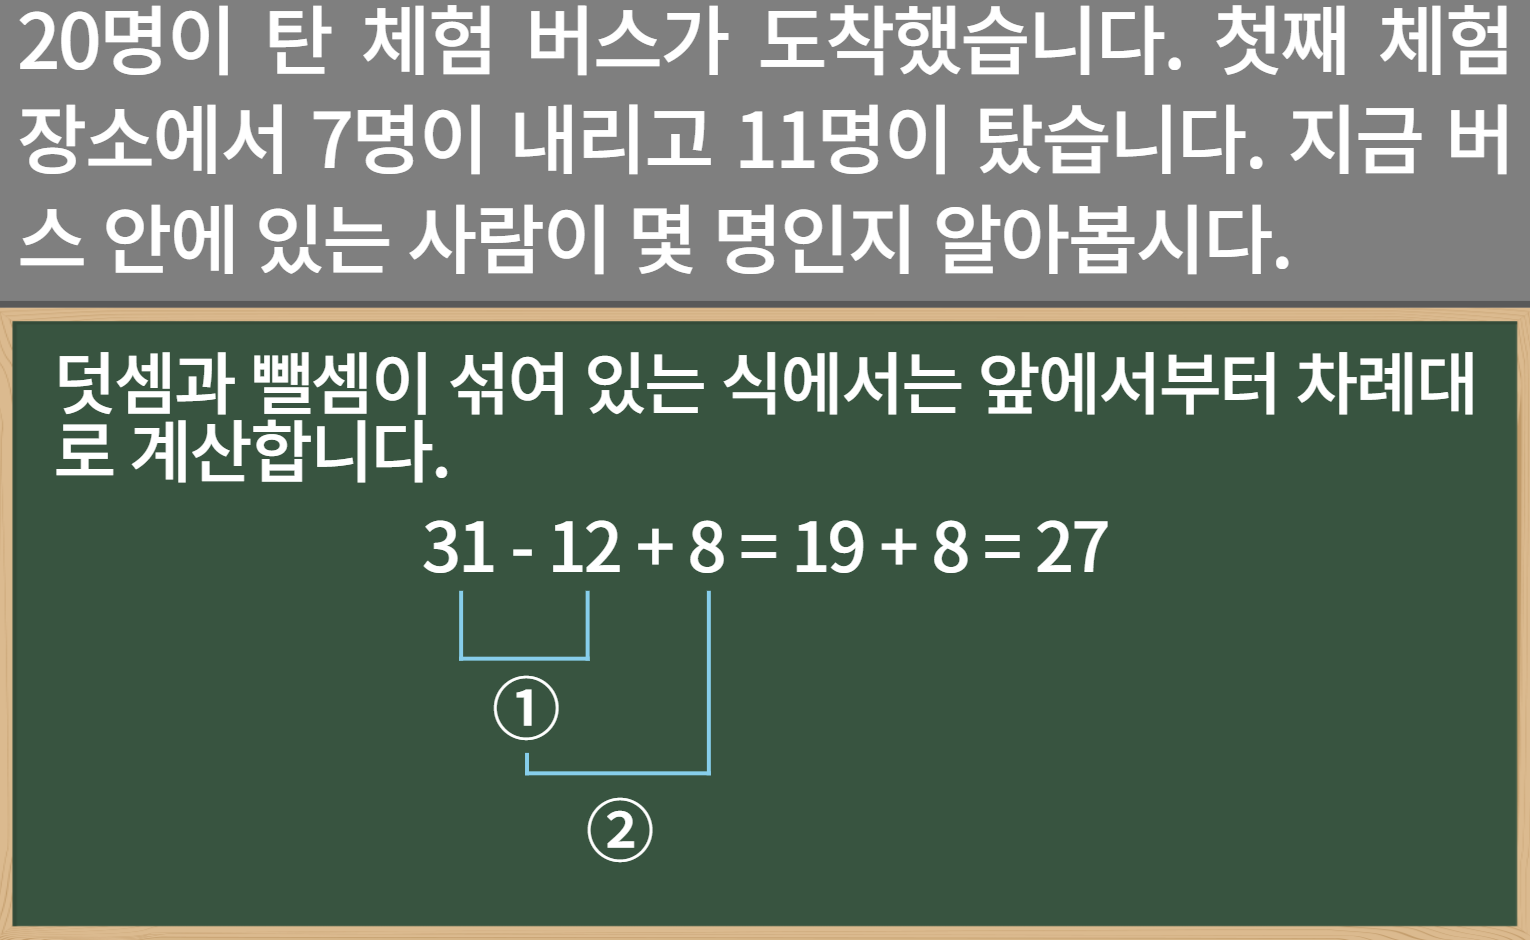 20명이 탄 체험 버스가 도착했습니다. 첫째 체험
장소에서 7명이 내리고 11명이 탔습니다. 지금 버
스 안에 있는 사람이 몇 명인지 알아봅시다.
덧셈과 뺄셈이 섞여 있는 식에서는 앞에서부터 차례대
로 계산합니다.
31 - 12 + 8 = 19 + 8 = 27
①
②